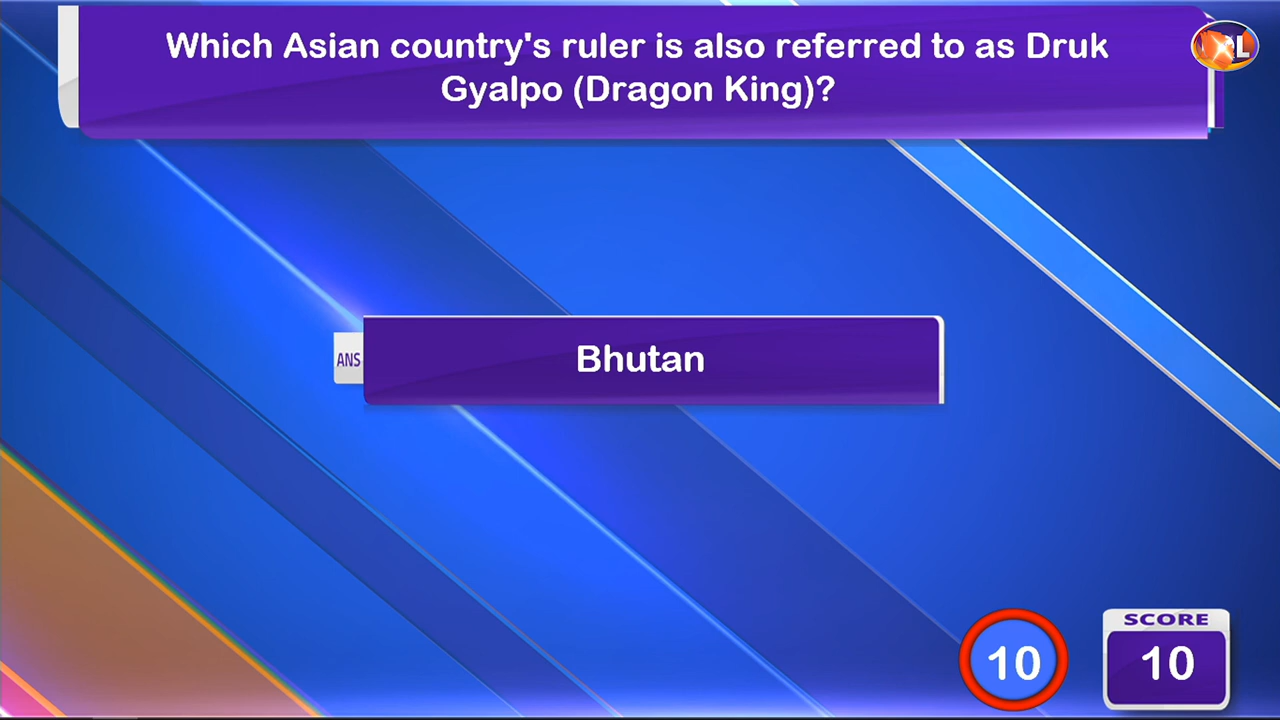 Which Asian country's ruler is also referred to as Druk
Gyalpo (Dragon King)?
ANS
Bhutan
10
SCORE
10